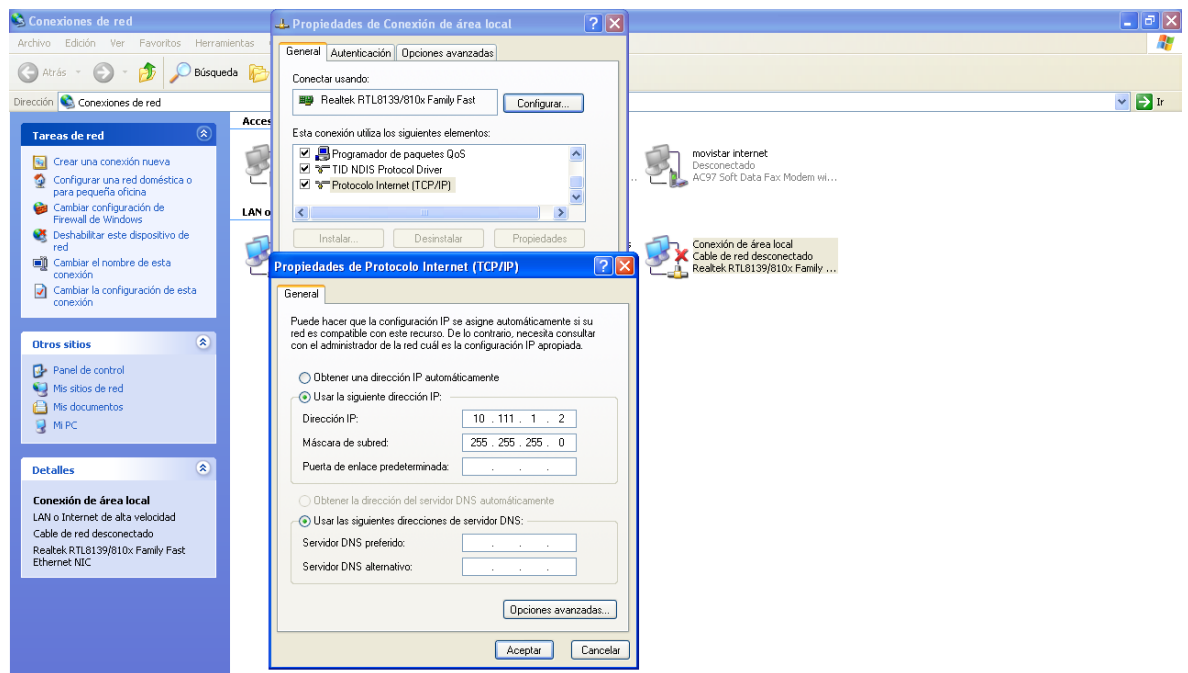 Conexiones de red
Archivo Edición Ver Favoritos Herramientas
Atrás Búsqueda
Dirección Conexiones de red Ir
Tareas de red
Crear una conexión nueva
Configurar una red doméstica o
para pequeña oficina
Cambiar configuración de
Firewall de Windows
Deshabilitar este dispositivo de
red
Cambiar el nombre de esta
conexión
Cambiar la configuración de esta
conexión
Otros sitios
Panel de control
Mis sitios de red
Mis documentos
Mi PC
Detalles
Conexión de área local
LAN o Internet de alta velocidad
Cable de red desconectado
Realtek RTL8139/810x Family Fast
Ethernet NIC
LAN o
Propiedades de Conexión de área local
General Autenticación Opciones avanzadas
Conectar usando:
Realtek RTL8139/810x Family Fast Configurar...
Esta conexión utiliza los siguientes elementos:
Programador de paquetes QoS
TID NDIS Protocol Driver
Protocolo Internet (TCP/IP)
Instalar... Desinstalar Propiedades
Propiedades de Protocolo Internet (TCP/IP)
General
Puede hacer que la configuración IP se asigne automáticamente si su
red es compatible con este recurso. De lo contrario, necesita consultar
con el administrador de la red cuál es la configuración IP apropiada.
Obtener una dirección IP automáticamente
Usar la siguiente dirección IP:
Dirección IP: 10 . 111 . 1 . 2
Máscara de subred: 255 . 255 . 255 . 0
Puerta de enlace predeterminada: . . .
Obtener la dirección del servidor DNS automáticamente
Usar las siguientes direcciones de servidor DNS:
Servidor DNS preferido: . . .
Servidor DNS alternativo: . . .
Opciones avanzadas...
Aceptar Cancelar
movistar internet
Desconectado
AC97 Soft Data Fax Modem wi...
Conexión de área local
Cable de red desconectado
Realtek RTL8139/810x Family ...